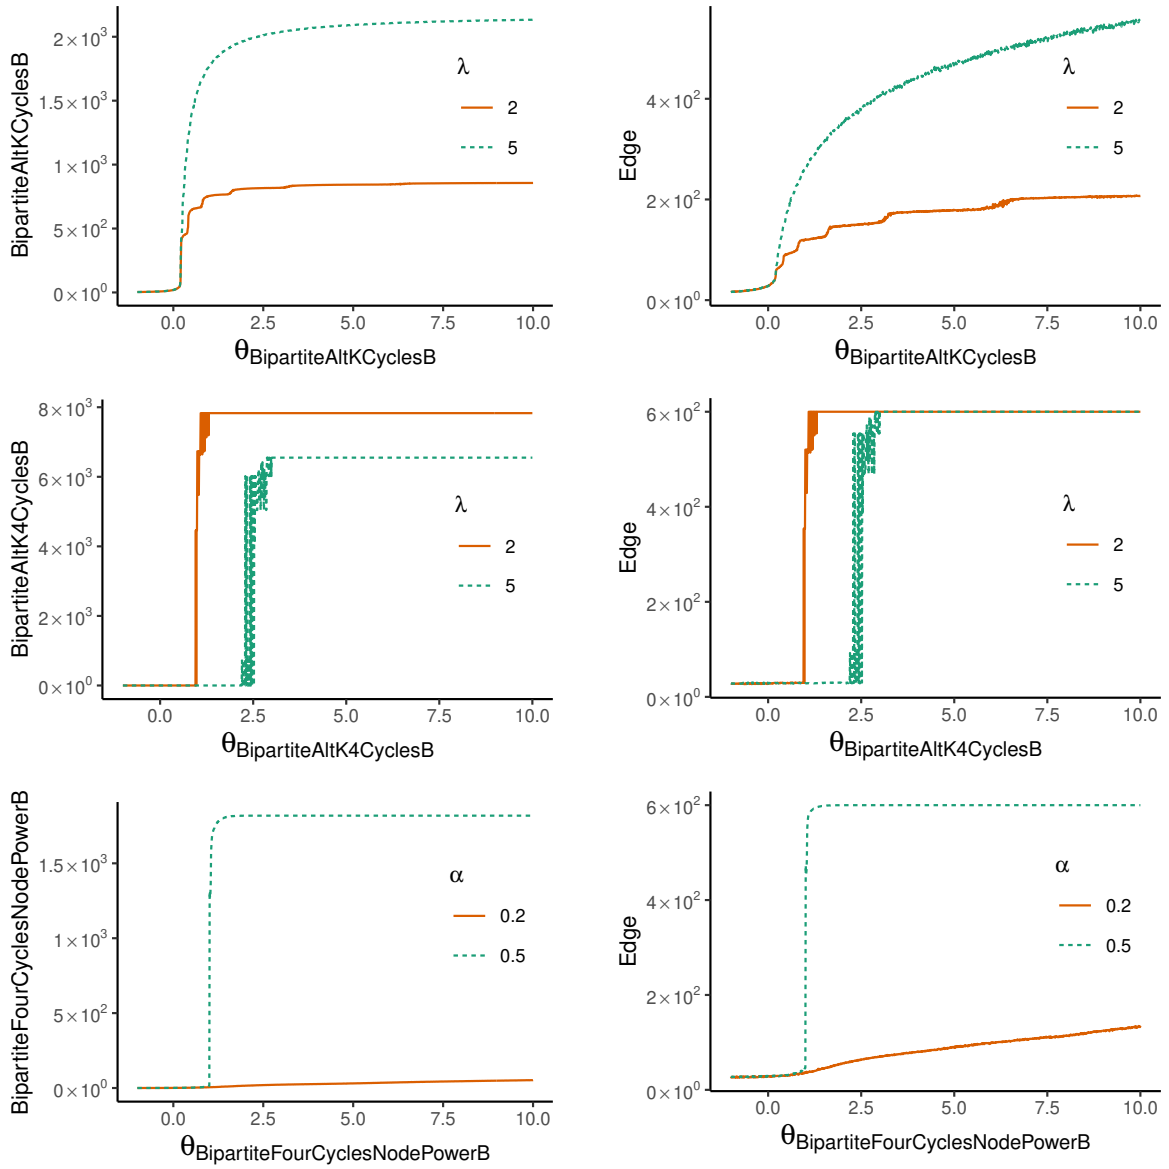 BipartiteAltKCyclesB
2×10³
1.5×10³
1×10³
5×10²
0×10⁰
λ
2
5
0.0 2.5 5.0 7.5 10.0
θBipartiteAltKCyclesB
Edge
4×10²
2×10²
0×10⁰
λ
2
5
0.0 2.5 5.0 7.5 10.0
θBipartiteAltKCyclesB
BipartiteAltK4CyclesB
8×10³
6×10³
4×10³
2×10³
0×10⁰
λ
2
5
0.0 2.5 5.0 7.5 10.0
θBipartiteAltK4CyclesB
Edge
6×10²
4×10²
2×10²
0×10⁰
λ
2
5
0.0 2.5 5.0 7.5 10.0
θBipartiteAltK4CyclesB
BipartiteFourCyclesNodePowerB
1.5×10³
1×10³
5×10²
0×10⁰
α
0.2
0.5
0.0 2.5 5.0 7.5 10.0
θBipartiteFourCyclesNodePowerB
Edge
6×10²
4×10²
2×10²
0×10⁰
α
0.2
0.5
0.0 2.5 5.0 7.5 10.0
θBipartiteFourCyclesNodePowerB